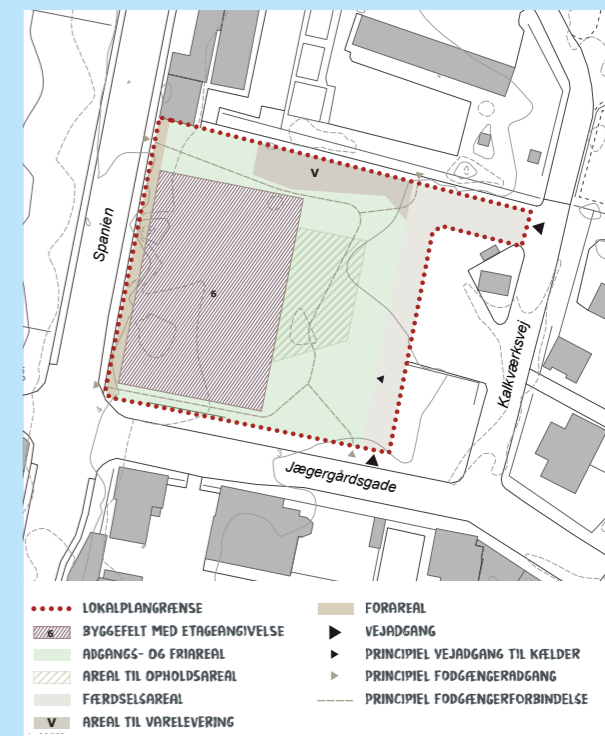 V
Spanien
6
Kalkværksvej
Jægergårdsgade
LOKALPLANGRÆNSE
6 BYGGEFELT MED ETAGEANGIVELSE
ADGANGS- OG FRIAREAL
AREAL TIL OPHOLDSAREAL
FÆRDSELSAREAL
V AREAL TIL VARELEVERING
FORAREAL
VEJADGANG
PRINCIPIEL VEJADGANG TIL KÆLDER
PRINCIPIEL FODGÆNGERADGANG
PRINCIPIEL FODGÆNGERFORBINDELSE